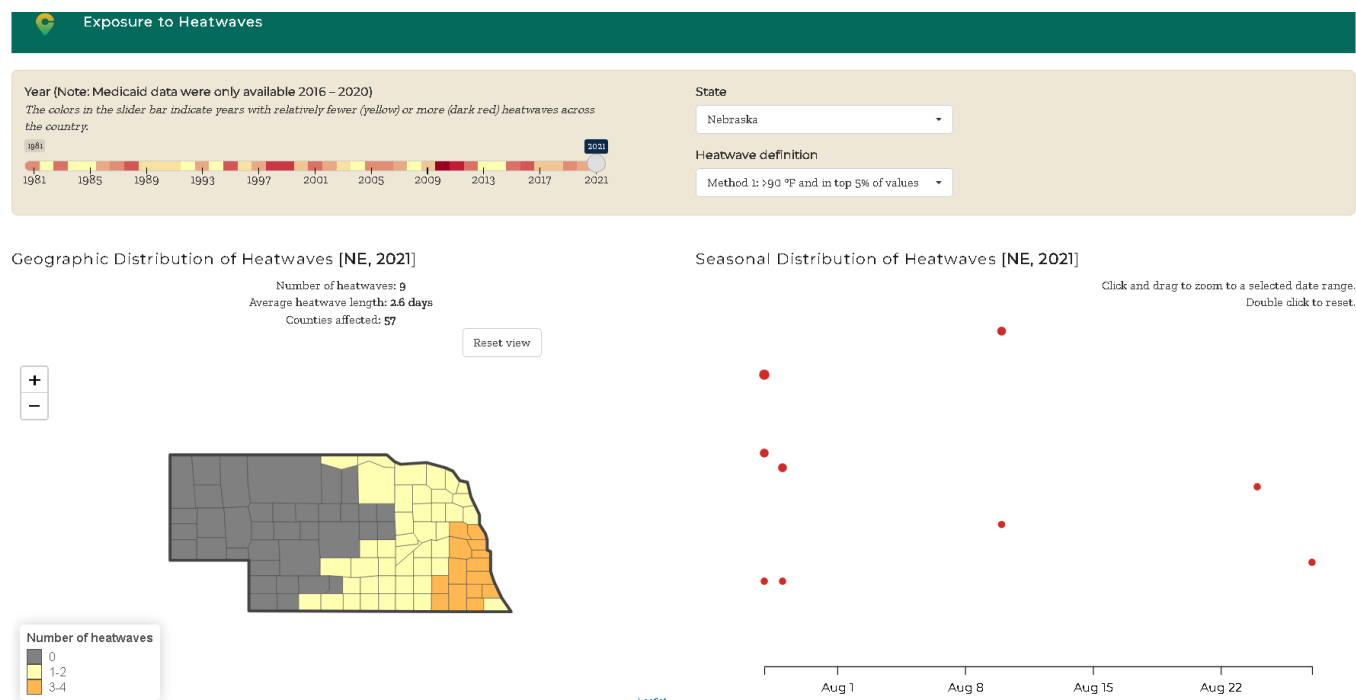 Exposure to Heatwaves
Year (Note: Medicaid data were only available 2016 – 2020)
The colors in the slider bar indicate years with relatively fewer (yellow) or more (dark red) heatwaves across
the country.
1981
2021
1981 1985 1989 1993 1997 2001 2005 2009 2013 2017 2021
State
Nebraska
Heatwave definition
Method 1: >90 °F and in top 5% of values
Geographic Distribution of Heatwaves [NE, 2021]
Number of heatwaves: 9
Average heatwave length: 2.6 days
Counties affected: 57
Reset view
+
−
Number of heatwaves
0
1-2
3-4
Seasonal Distribution of Heatwaves [NE, 2021]
Click and drag to zoom to a selected date range.
Double click to reset.
Aug 1 Aug 8 Aug 15 Aug 22